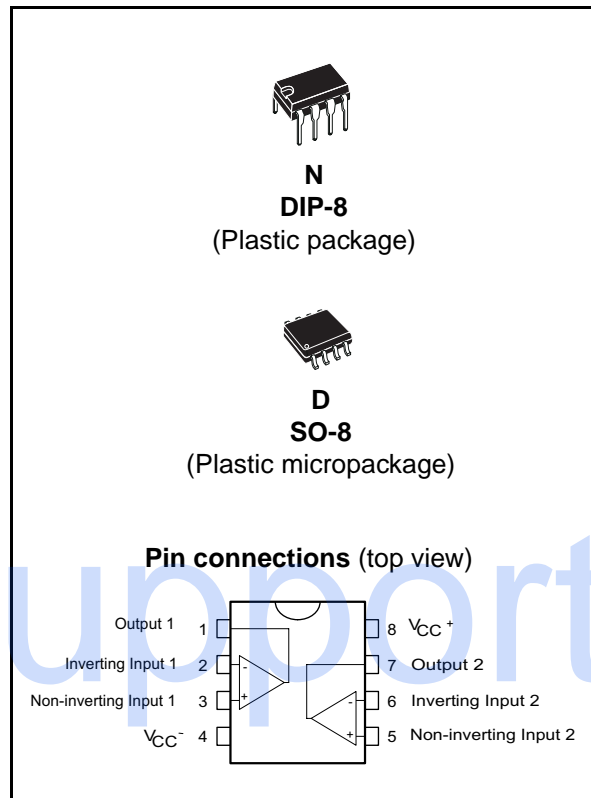 N
DIP-8
(Plastic package)
D
SO-8
(Plastic micropackage)
Pin connections (top view)
Output 1 1
8 VCC+
Inverting Input 1 2
7 Output 2
Non-inverting Input 1 3
6 Inverting Input 2
VCC- 4
5 Non-inverting Input 2
- +
- +
upport